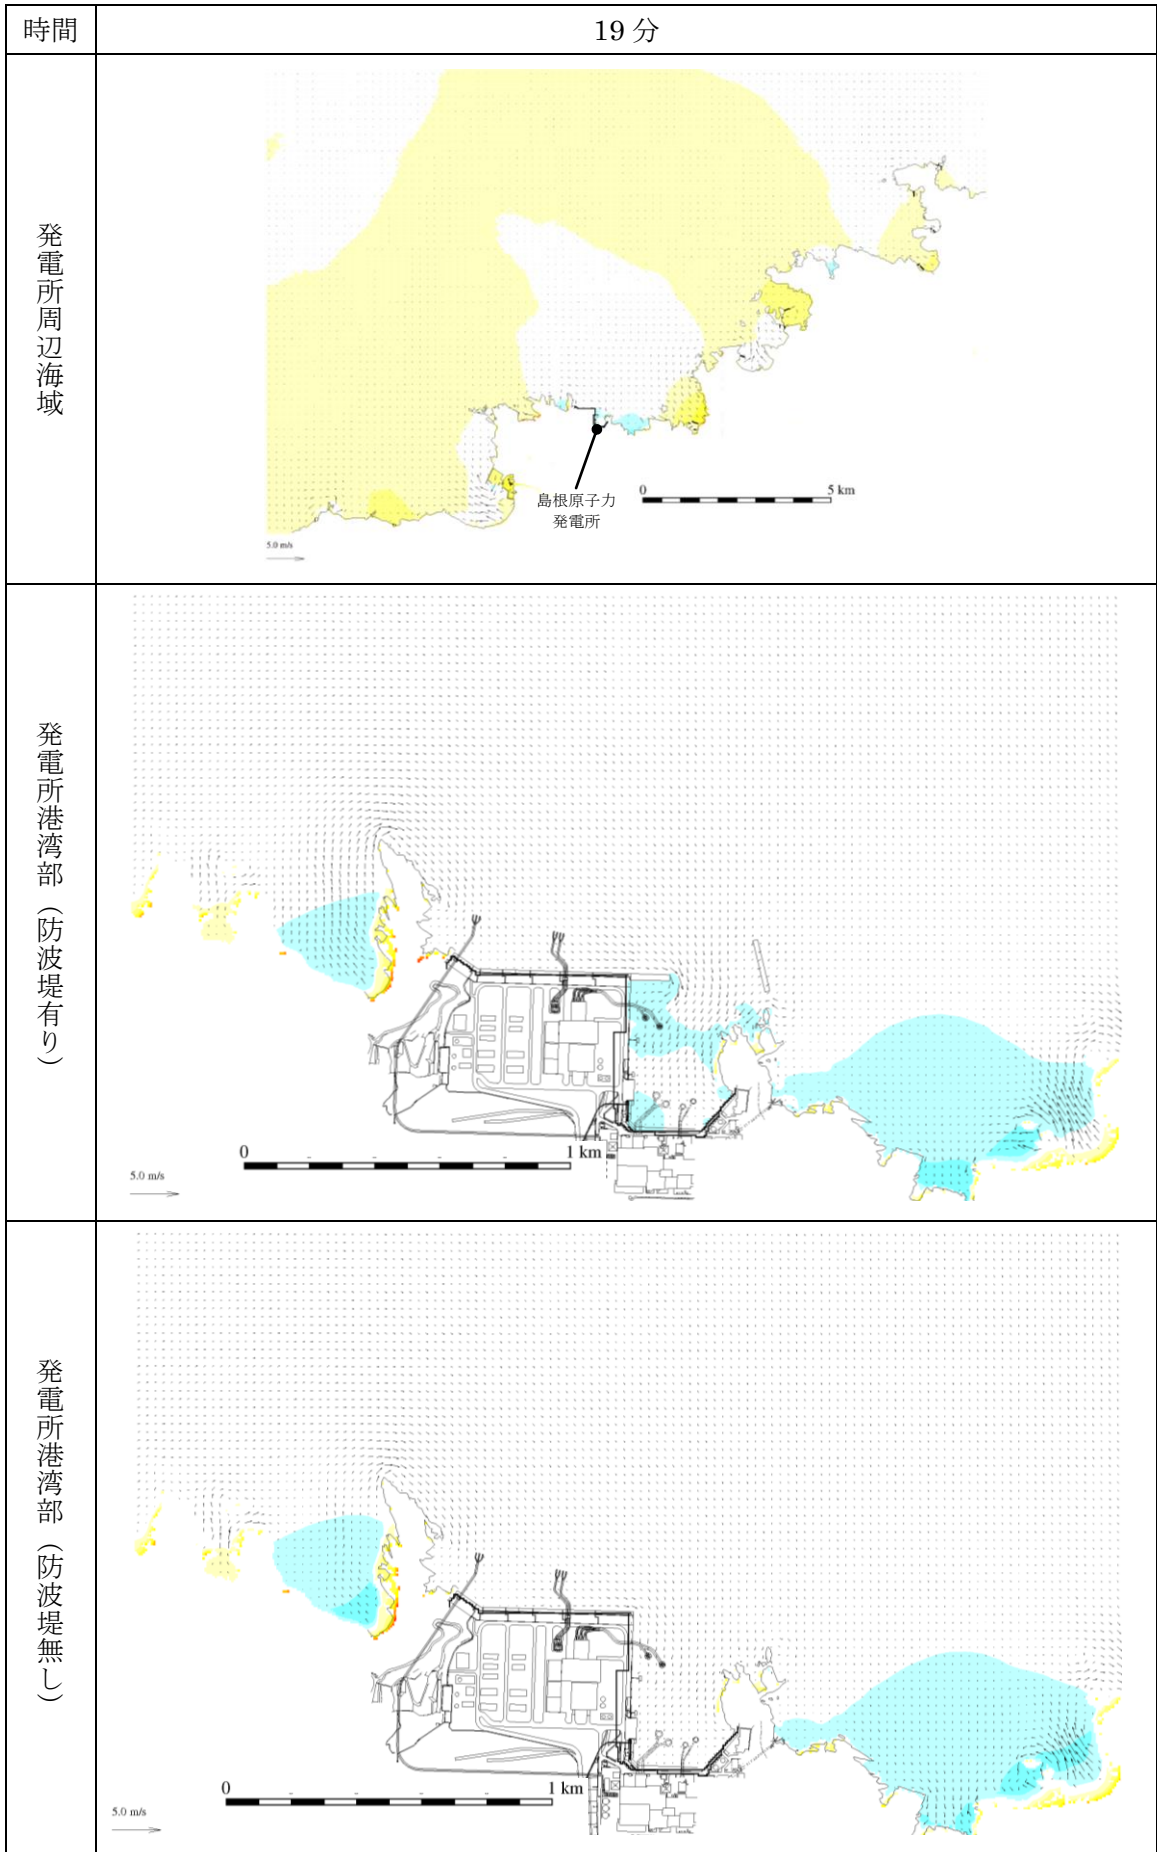 時間
19 分
発電所周辺海域
島根原子力
発電所
0 5 km
5.0 m/s
発電所港湾部（防波堤有り）
0 1 km
5.0 m/s
発電所港湾部（防波堤無し）
0 1 km
5.0 m/s